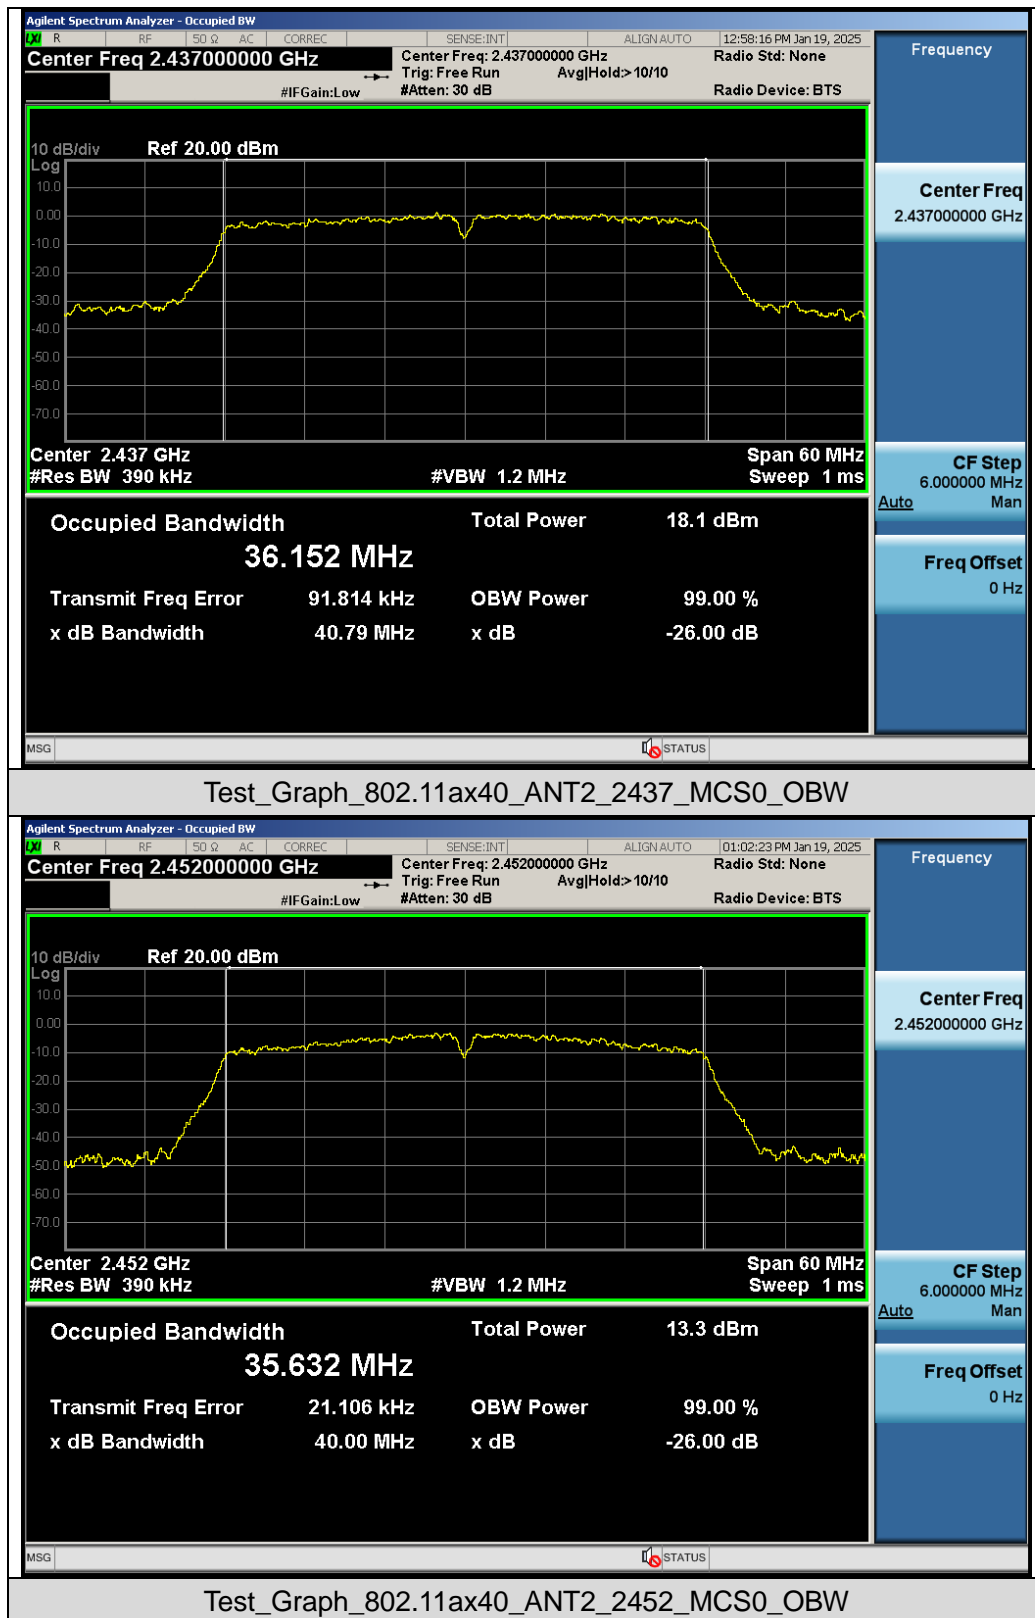 Agilent Spectrum Analyzer - Occupied BW
LXI R RF 50 Ω AC CORREC SENSE:INT ALIGN AUTO 12:58:16 PM Jan 19, 2025
Center Freq 2.437000000 GHz Center Freq: 2.437000000 GHz Radio Std: None
Trig: Free Run Avg|Hold:>10/10
#IFGain:Low #Atten: 30 dB Radio Device: BTS
Frequency
10 dB/div Ref 20.00 dBm
Log
10.0
0.00
-10.0
-20.0
-30.0
-40.0
-50.0
-60.0
-70.0
Center 2.437 GHz Span 60 MHz
#Res BW 390 kHz #VBW 1.2 MHz Sweep 1 ms
Occupied Bandwidth Total Power 18.1 dBm
36.152 MHz
Transmit Freq Error 91.814 kHz OBW Power 99.00 %
x dB Bandwidth 40.79 MHz x dB -26.00 dB
Center Freq
2.437000000 GHz
CF Step
6.000000 MHz
Auto Man
Freq Offset
0 Hz
MSG STATUS
Test_Graph_802.11ax40_ANT2_2437_MCS0_OBW
Agilent Spectrum Analyzer - Occupied BW
LXI R RF 50 Ω AC CORREC SENSE:INT ALIGN AUTO 01:02:23 PM Jan 19, 2025
Center Freq 2.452000000 GHz Center Freq: 2.452000000 GHz Radio Std: None
Trig: Free Run Avg|Hold:>10/10
#IFGain:Low #Atten: 30 dB Radio Device: BTS
Frequency
10 dB/div Ref 20.00 dBm
Log
10.0
0.00
-10.0
-20.0
-30.0
-40.0
-50.0
-60.0
-70.0
Center 2.452 GHz Span 60 MHz
#Res BW 390 kHz #VBW 1.2 MHz Sweep 1 ms
Occupied Bandwidth Total Power 13.3 dBm
35.632 MHz
Transmit Freq Error 21.106 kHz OBW Power 99.00 %
x dB Bandwidth 40.00 MHz x dB -26.00 dB
Center Freq
2.452000000 GHz
CF Step
6.000000 MHz
Auto Man
Freq Offset
0 Hz
MSG STATUS
Test_Graph_802.11ax40_ANT2_2452_MCS0_OBW